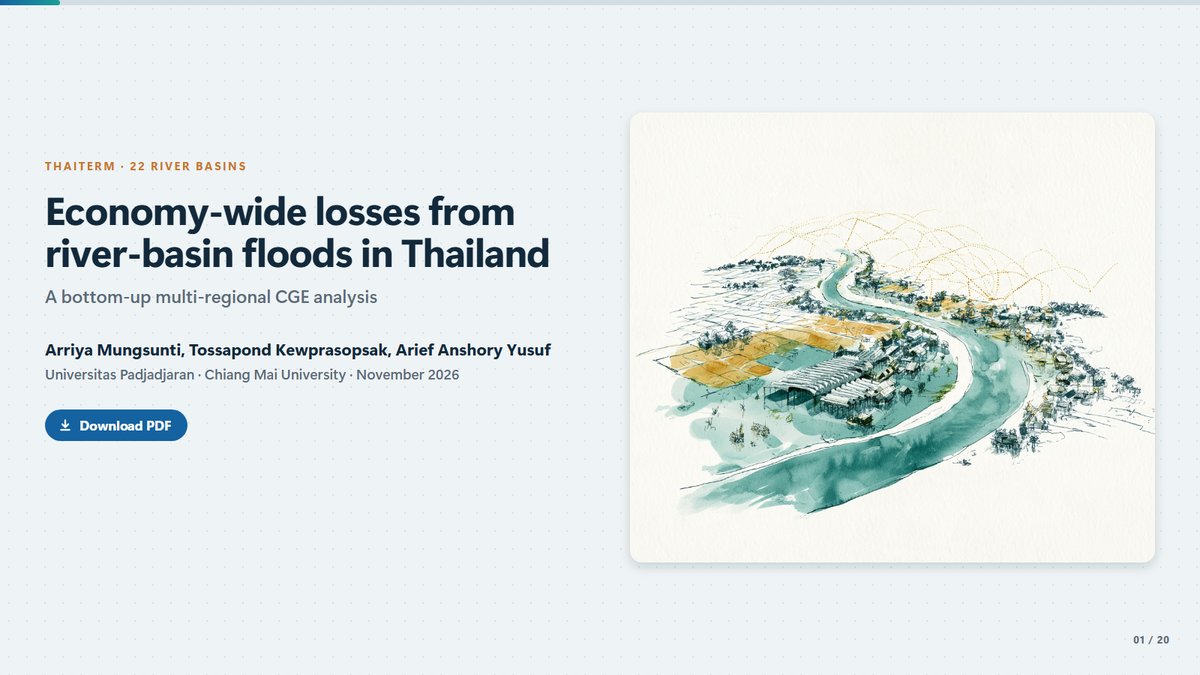 THAITERM · 22 RIVER BASINS
Economy-wide losses from
river-basin floods in Thailand
A bottom-up multi-regional CGE analysis
Arriya Mungsunti, Tossapond Kewprasopsak, Arief Anshory Yusuf
Universitas Padjadjaran · Chiang Mai University · November 2026
Download PDF
01 / 20